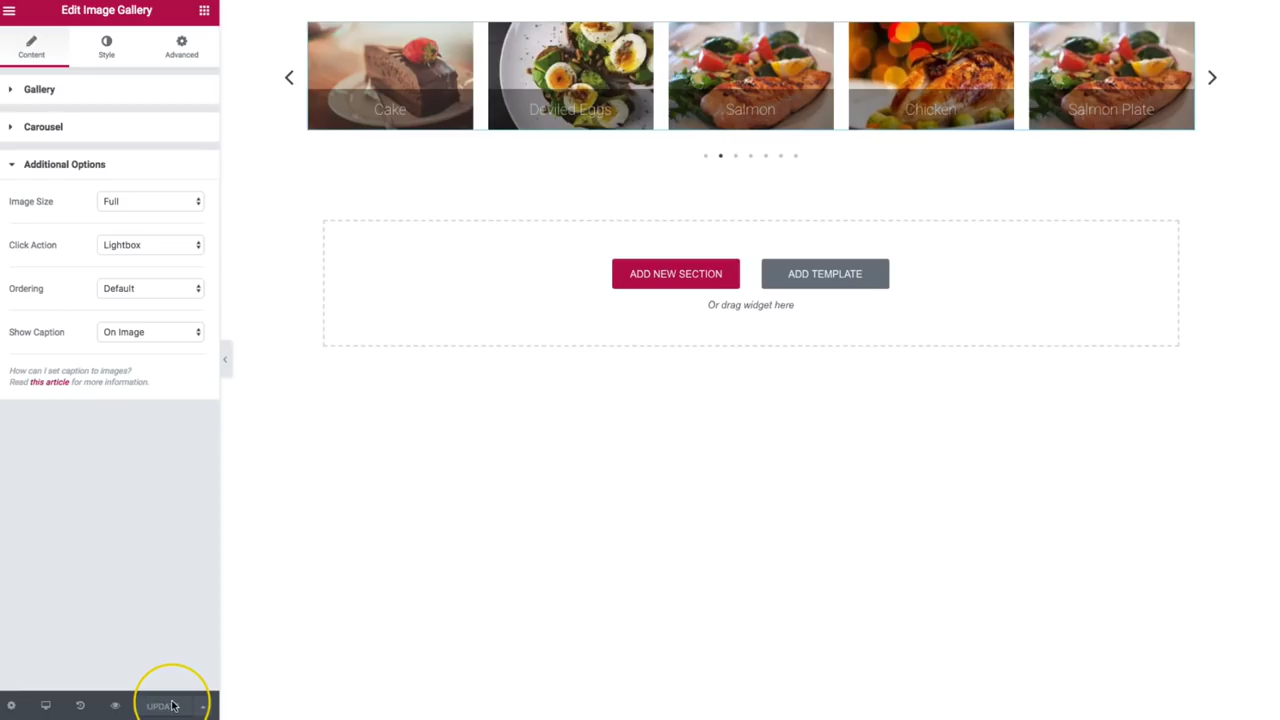 Edit Image Gallery
Content
Style
Advanced
Gallery
Carousel
Additional Options
Image Size
Full
Click Action
Lightbox
Ordering
Default
Show Caption
On Image
How can I set caption to images?
Read this article for more information.
Cake
Deviled Eggs
Salmon
Chicken
Salmon Plate
ADD NEW SECTION
ADD TEMPLATE
Or drag widget here